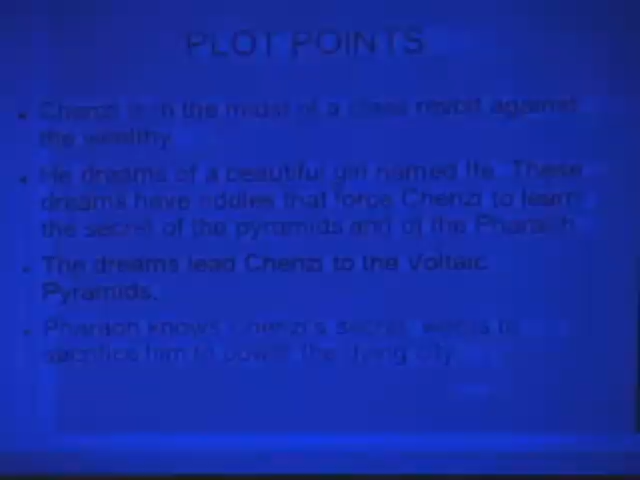 PLOT POINTS
Chenzi is in the midst of a class revolt against
the wealthy.
He dreams of a beautiful girl named Ife. These
dreams have riddles that force Chenzi to learn
the secret of the pyramids and of the Pharaoh.
The dreams lead Chenzi to the Voltaic
Pyramids.
Pharaoh knows Chenzi's secret, wants to
sacrifice him to power the dying city.